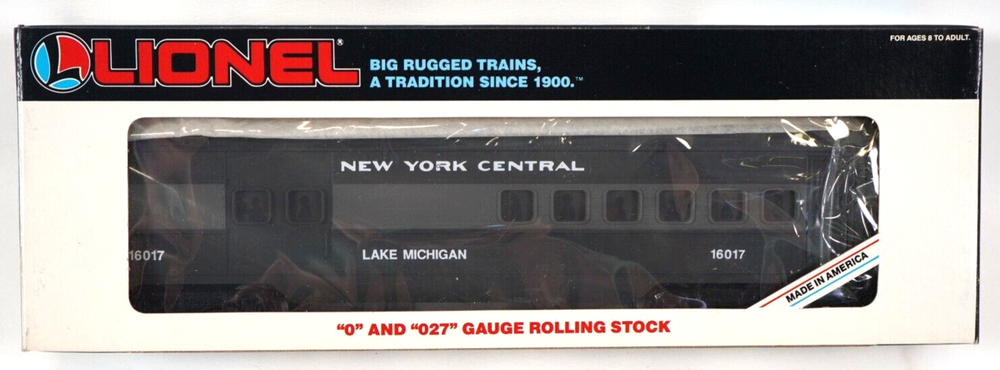 FOR AGES 8 TO ADULT.
LIONEL®
BIG RUGGED TRAINS,
A TRADITION SINCE 1900.™
NEW YORK CENTRAL
16017
LAKE MICHIGAN
16017
MADE IN AMERICA
“O” AND “027” GAUGE ROLLING STOCK